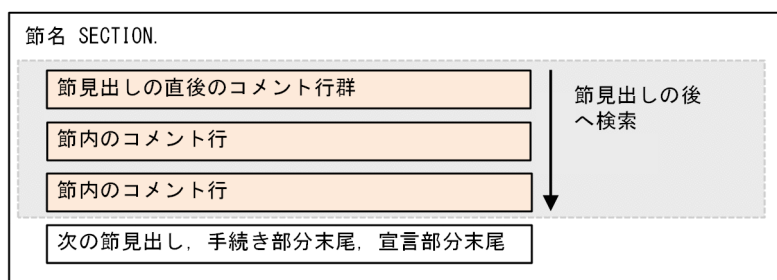 節名 SECTION.
節見出しの直後のコメント行群
節内のコメント行
節内のコメント行
節見出しの後
へ検索
次の節見出し，手続き部分末尾，宣言部分末尾